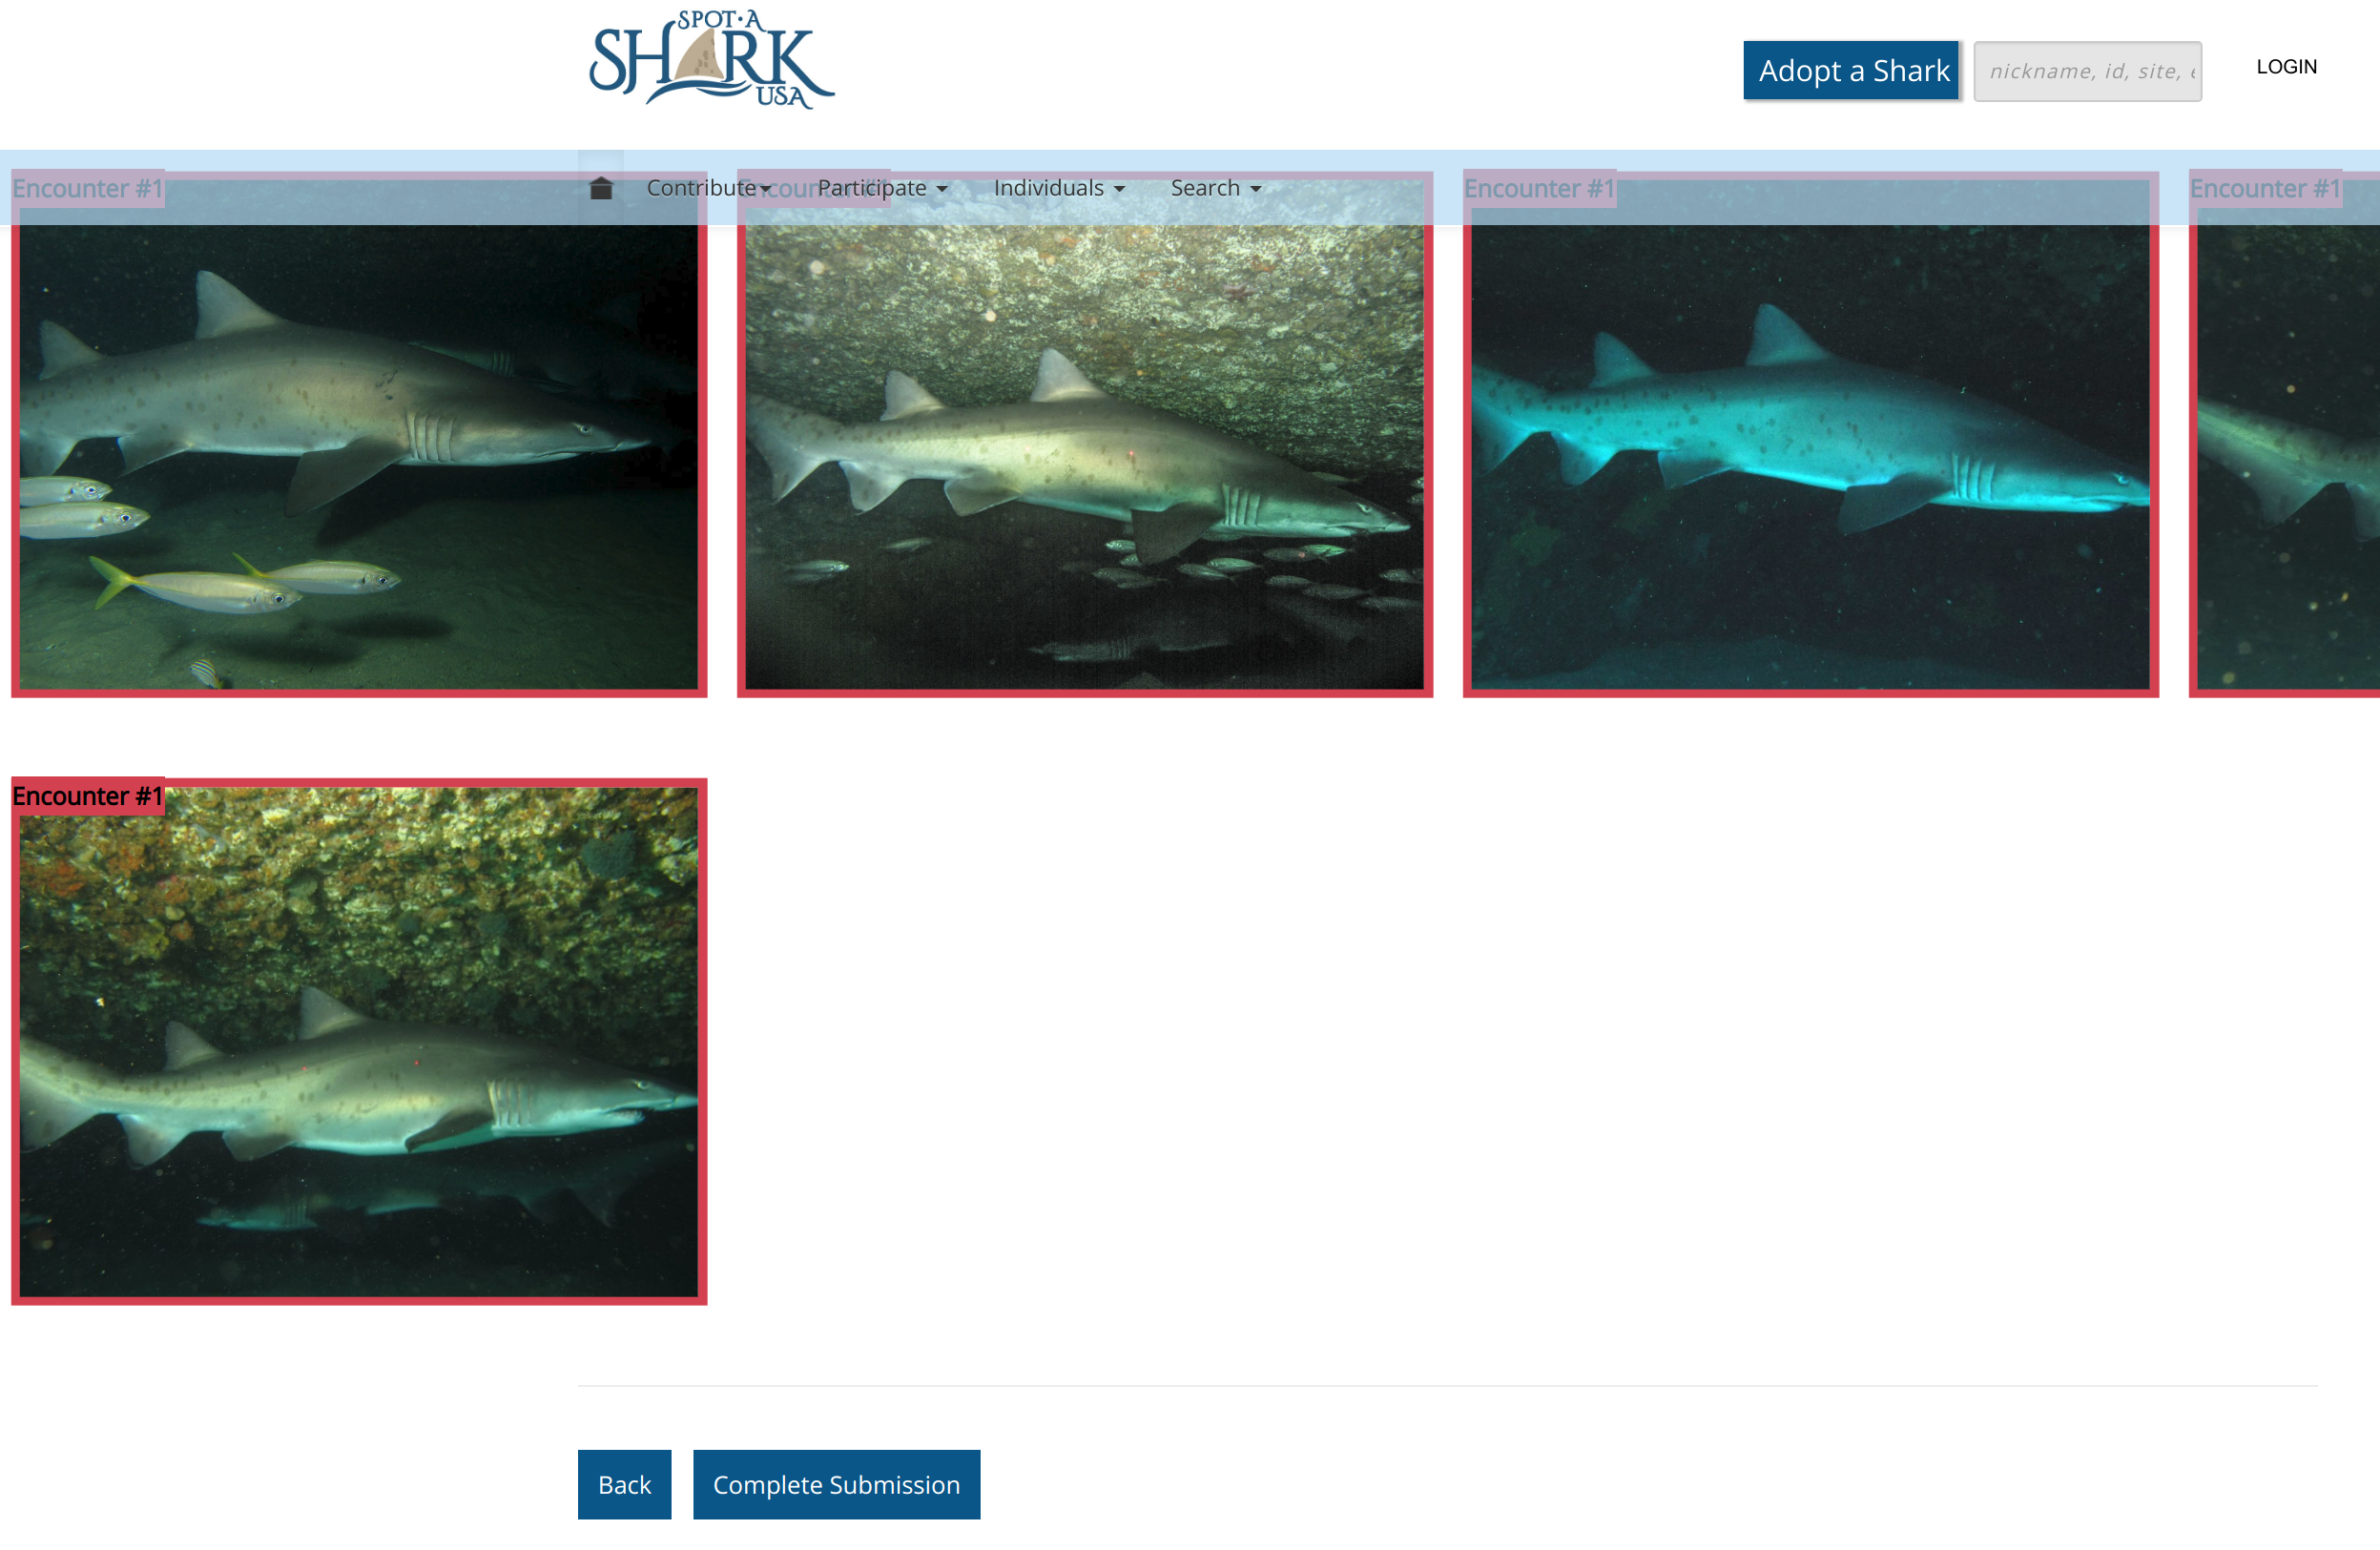 SPOT·A
SHARK
USA
Adopt a Shark
nickname, id, site, e
LOGIN
Contribute
Participate
Individuals
Search
Encounter #1
Encounter #1
Encounter #1
Encounter #1
Encounter #1
Back
Complete Submission